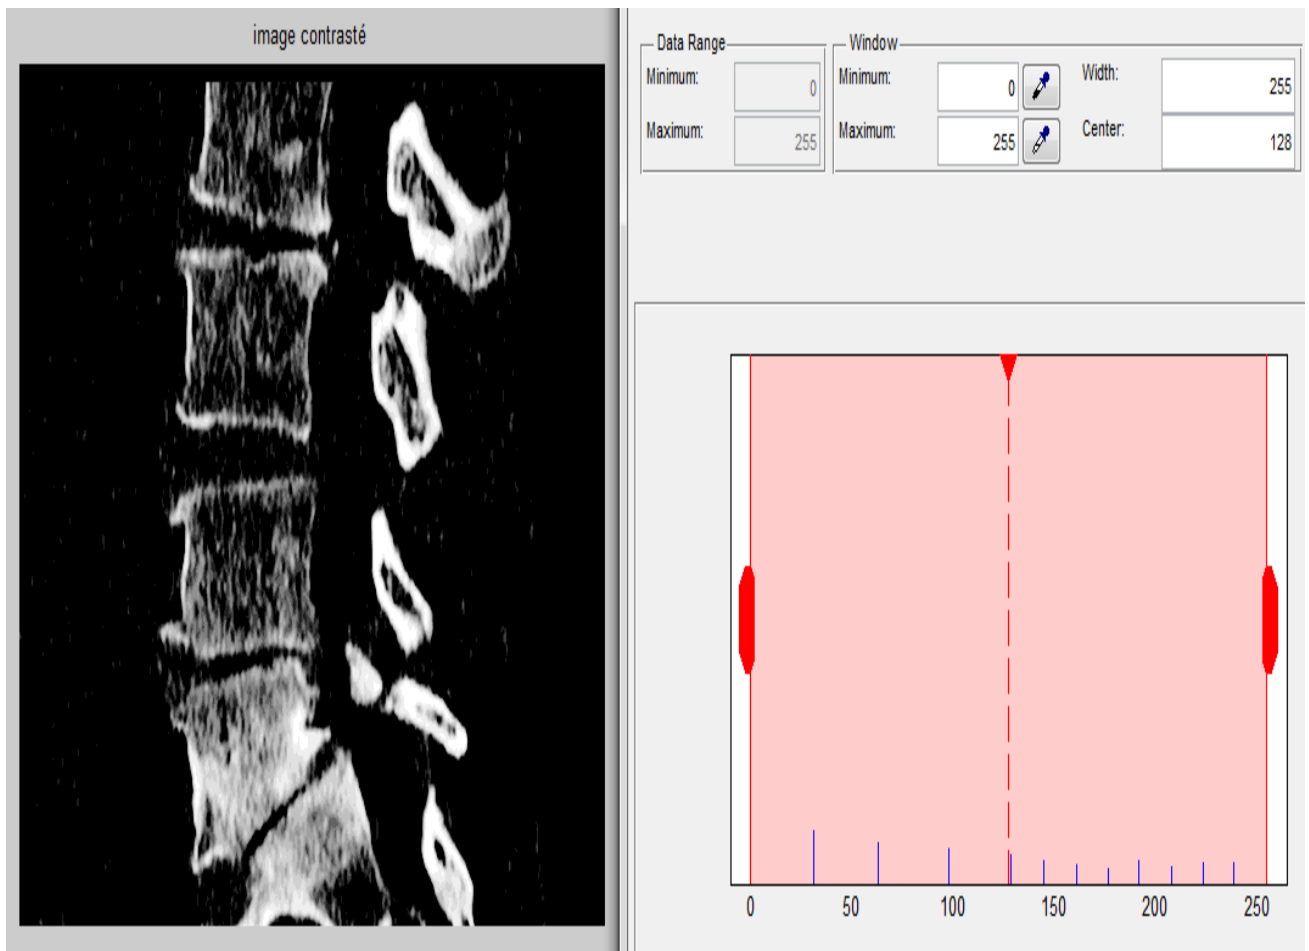 image contrasté
Data Range
Minimum: 0
Maximum: 255
Window
Minimum: 0
Maximum: 255
Width: 255
Center: 128
0 50 100 150 200 250